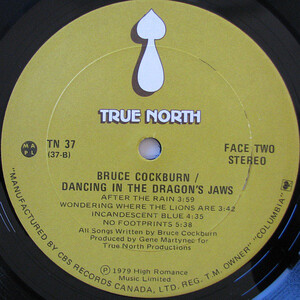 TRUE NORTH
MAPL
TN 37
(37-B)
FACE TWO
STEREO
BRUCE COCKBURN /
DANCING IN THE DRAGON'S JAWS
AFTER THE RAIN 3:59
WONDERING WHERE THE LIONS ARE 3:42
INCANDESCENT BLUE 4:35
NO FOOTPRINTS 5:38
All Songs Written by Bruce Cockburn
Produced by Gene Martynec for
True North Productions
℗ 1979 High Romance
Music Limited
"MANUFACTURED BY CBS RECORDS CANADA, LTD. REG. T.M. OWNER" "COLUMBIA"